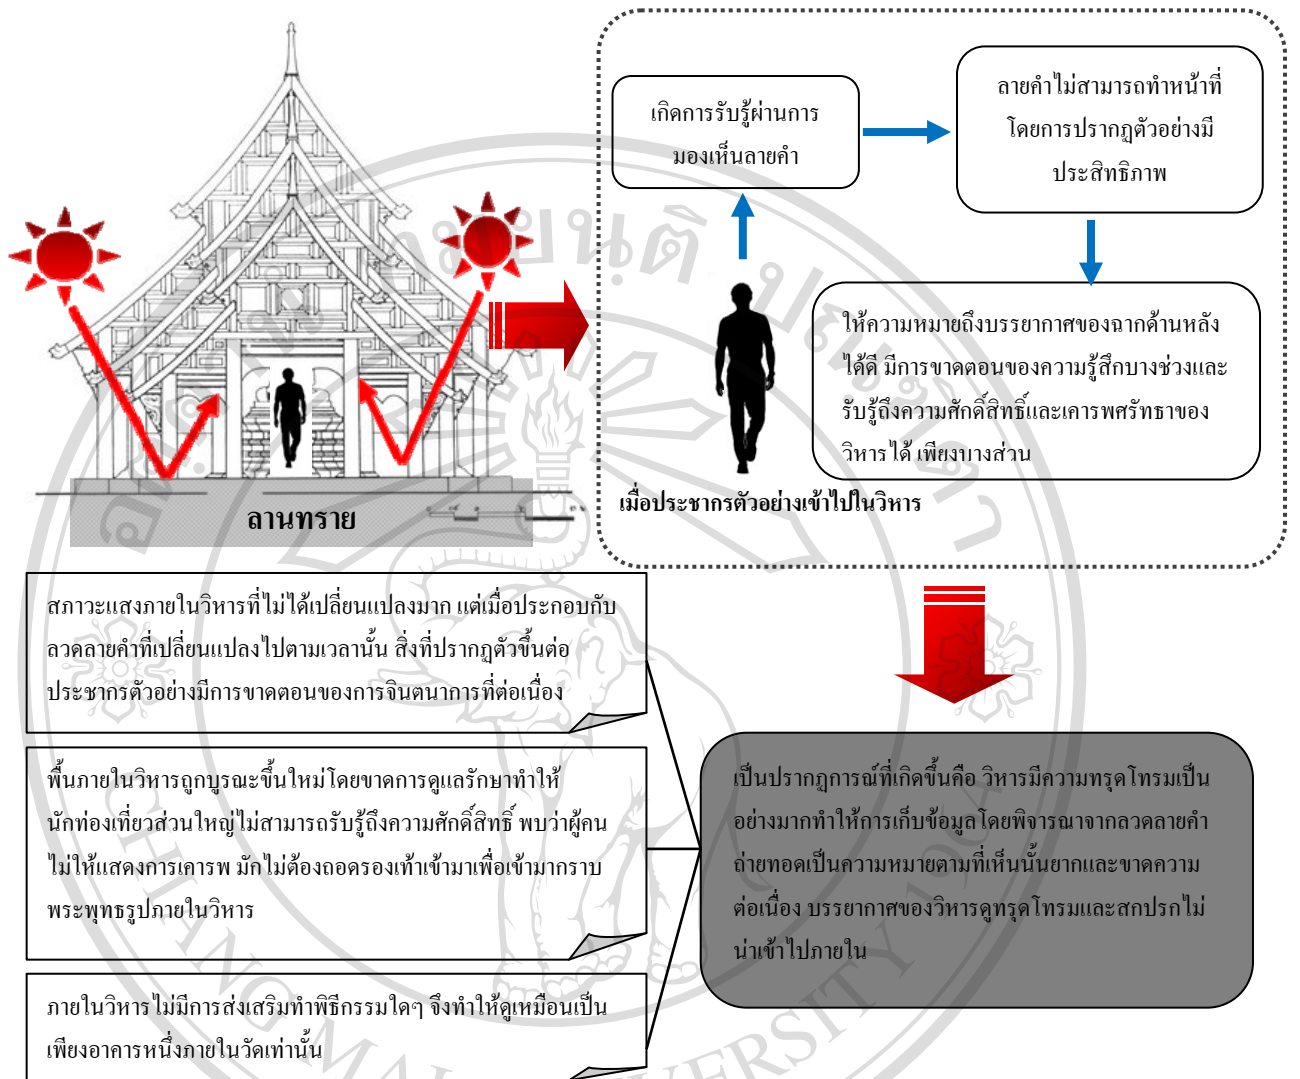 เกิดการรับรู้ผ่านการ
มองเห็นลายคำ
ลายคำไม่สามารถทำหน้าที่
โดยการปรากฏตัวอย่างมี
ประสิทธิภาพ
ให้ความหมายถึงบรรยากาศของฉากด้านหลัง
ได้ดี มีการขาดตอนของความรู้สึกบางช่วงและ
รับรู้ถึงความศักดิ์สิทธิ์และเคารพศรัทธาของ
วิหารได้ เพียงบางส่วน
เมื่อประชากรตัวอย่างเข้าไปในวิหาร
ลานทราย
สภาวะแสงภายในวิหารที่ไม่ได้เปลี่ยนแปลงมาก แต่เมื่อประกอบกับ
ลวดลายคำที่เปลี่ยนแปลงไปตามเวลานั้น สิ่งที่ปรากฏตัวขึ้นต่อ
ประชากรตัวอย่างมีการขาดตอนของการจินตนาการที่ต่อเนื่อง
พื้นภายในวิหารถูกบูรณะขึ้นใหม่โดยขาดการดูแลรักษาทำให้
นักท่องเที่ยวส่วนใหญ่ไม่สามารถรับรู้ถึงความศักดิ์สิทธิ์ พบว่าผู้คน
ไม่ให้แสดงการเคารพ มักไม่ต้องถอดรองเท้าเข้ามาเพื่อเข้ามากราบ
พระพุทธรูปภายในวิหาร
ภายในวิหารไม่มีการส่งเสริมทำพิธีกรรมใดๆ จึงทำให้ดูเหมือนเป็น
เพียงอาคารหนึ่งภายในวัดเท่านั้น
เป็นปรากฏการณ์ที่เกิดขึ้นคือ วิหารมีความทรุดโทรมเป็น
อย่างมากทำให้การเก็บข้อมูลโดยพิจารณาจากลวดลายคำ
ถ่ายทอดเป็นความหมายตามที่เห็นนั้นยากและขาดความ
ต่อเนื่อง บรรยากาศของวิหารดูทรุดโทรมและสกปรกไม่
น่าเข้าไปภายใน
CHIANG MAI UNIVERSITY